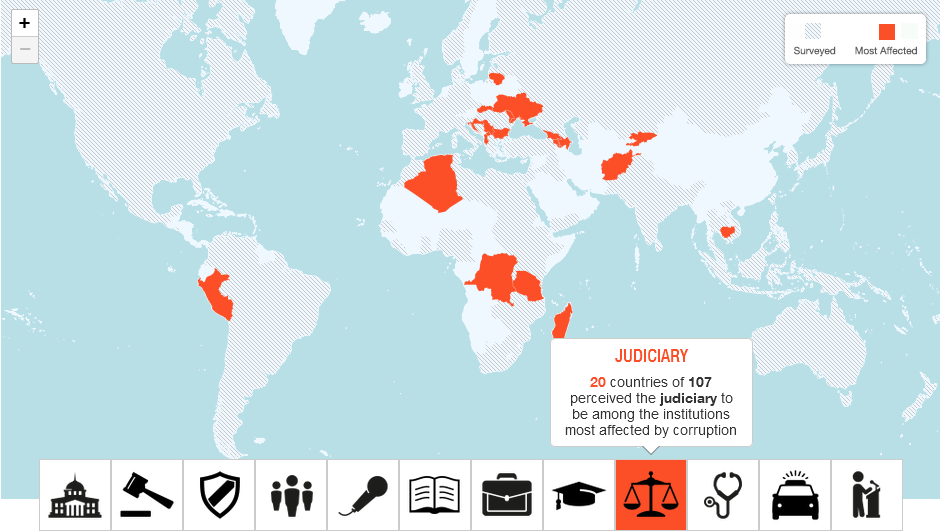 +
−
Surveyed
Most Affected
JUDICIARY
20 countries of 107
perceived the judiciary to
be among the institutions
most affected by corruption